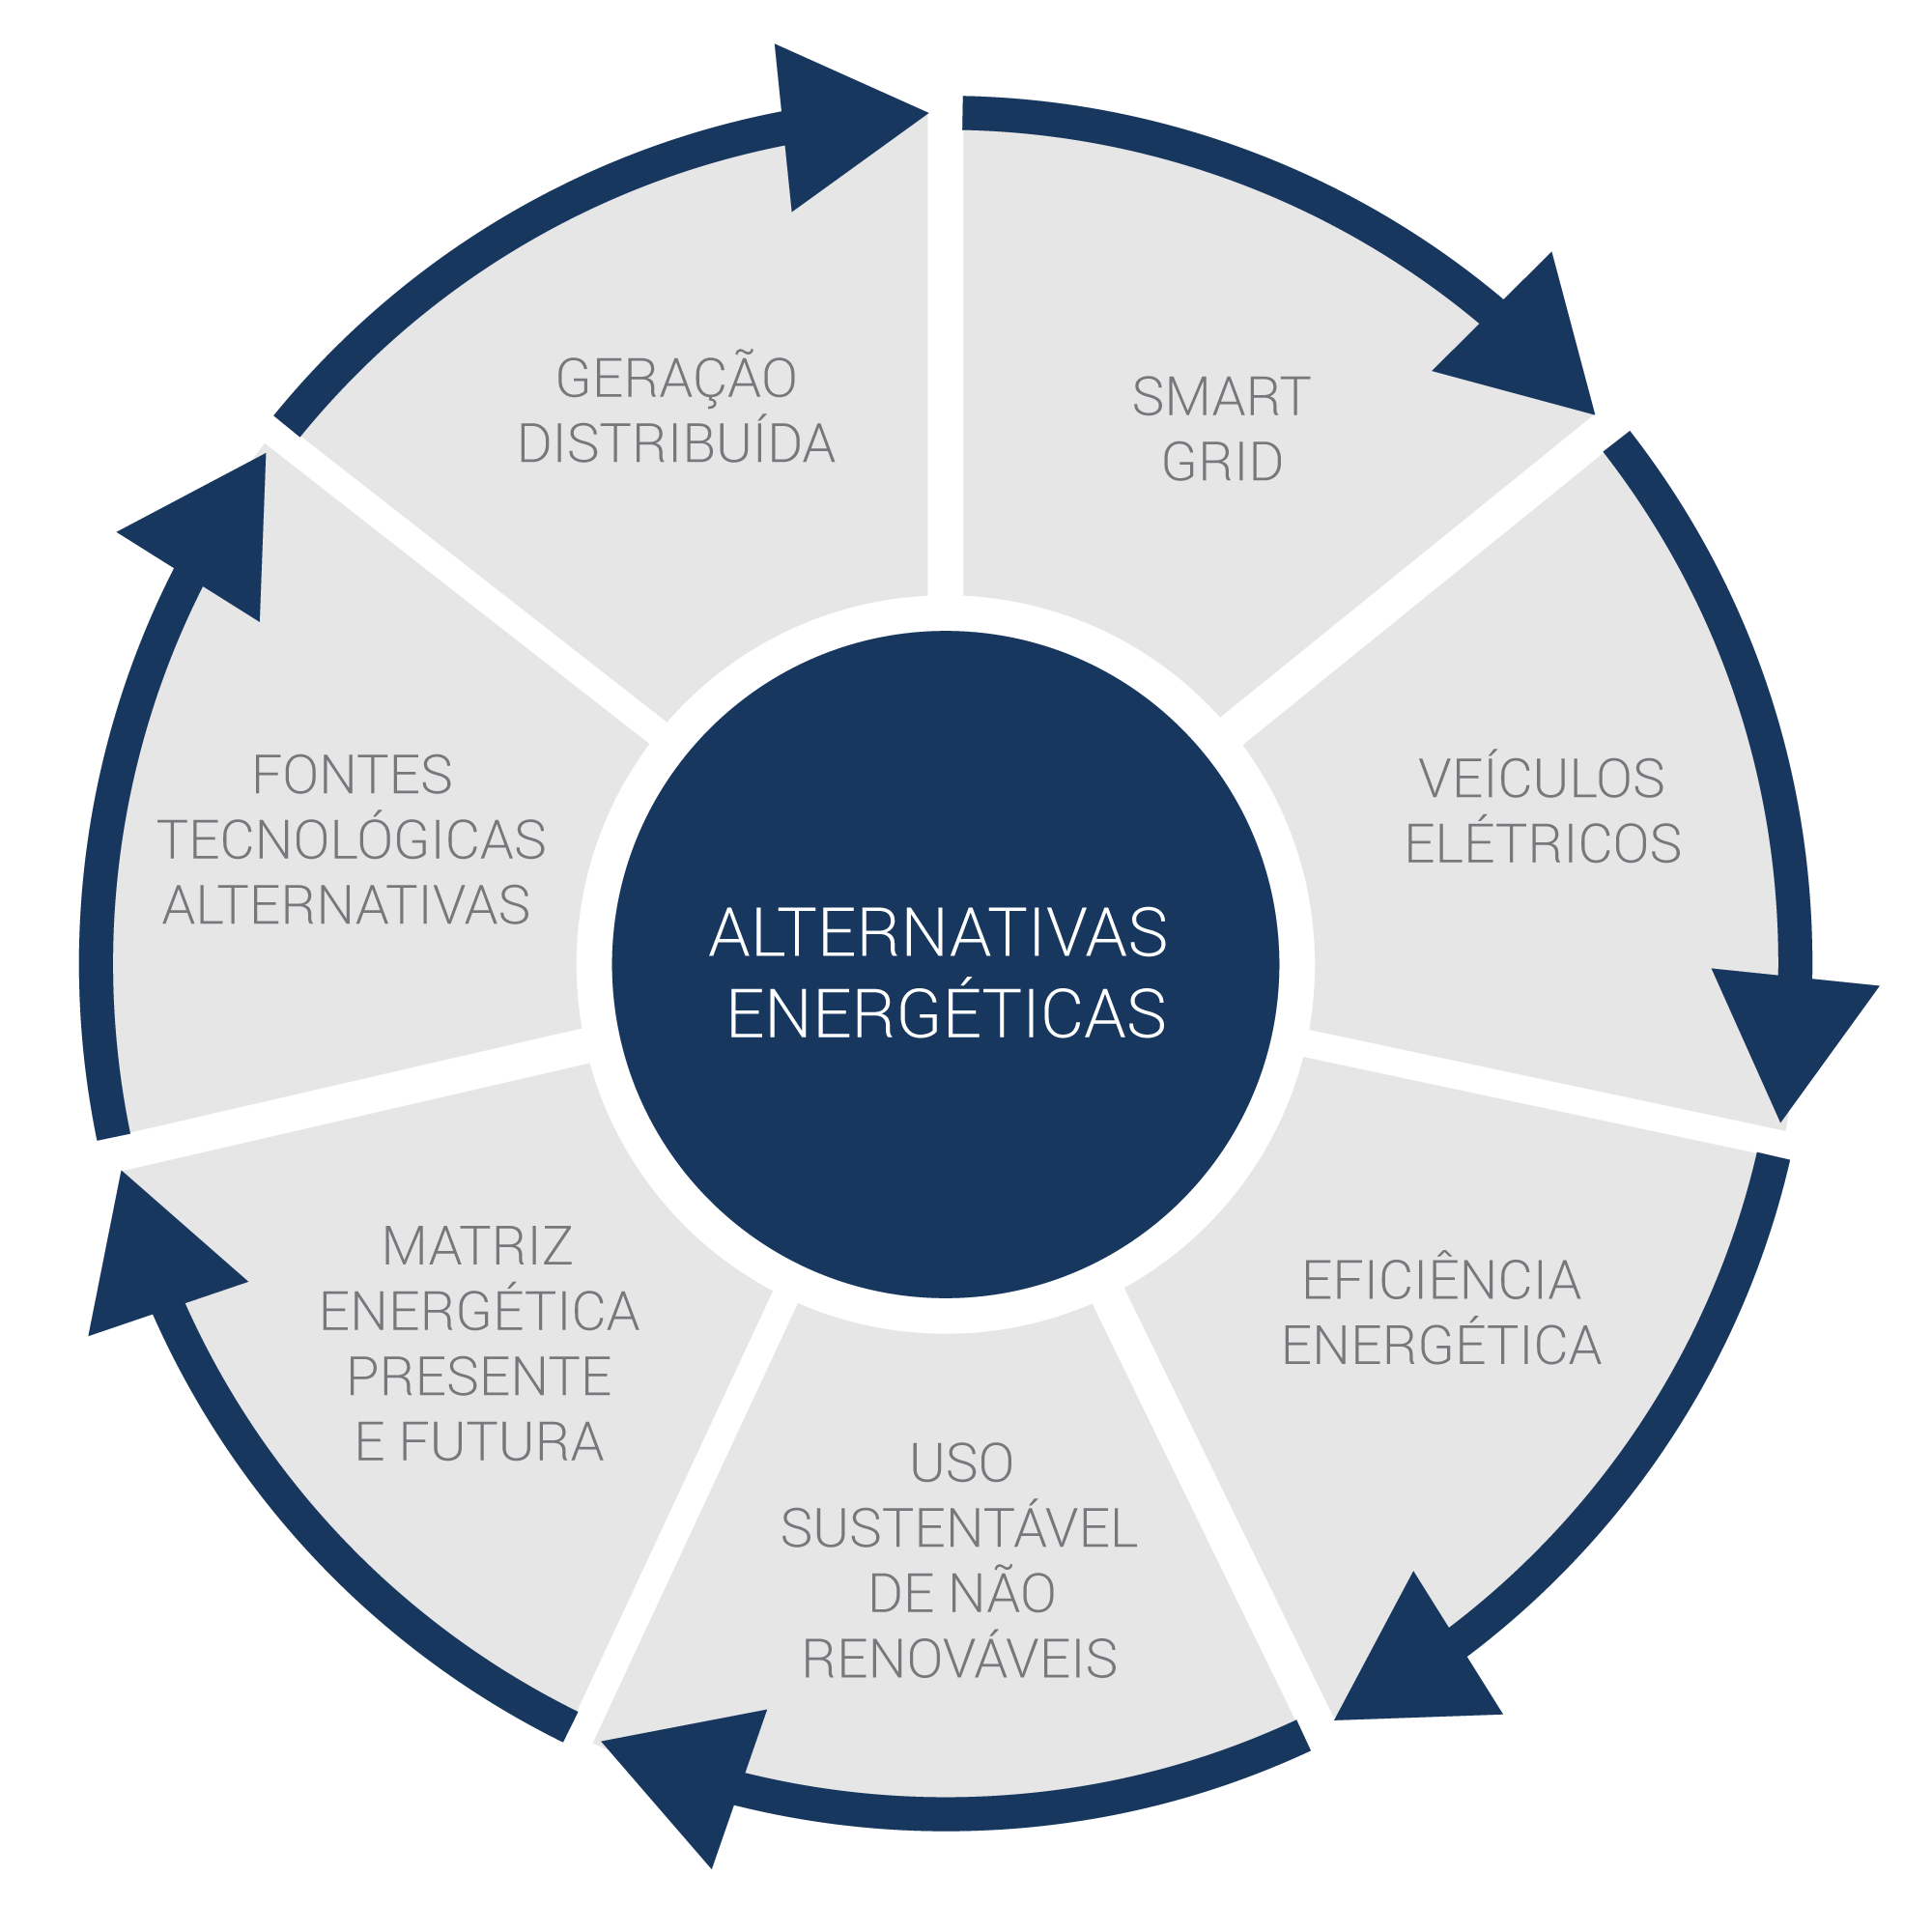 GERAÇÃO
DISTRIBUÍDA
SMART
GRID
VEÍCULOS
ELÉTRICOS
EFICIÊNCIA
ENERGÉTICA
USO
SUSTENTÁVEL
DE NÃO
RENOVÁVEIS
MATRIZ
ENERGÉTICA
PRESENTE
E FUTURA
FONTES
TECNOLÓGICAS
ALTERNATIVAS
ALTERNATIVAS
ENERGÉTICAS